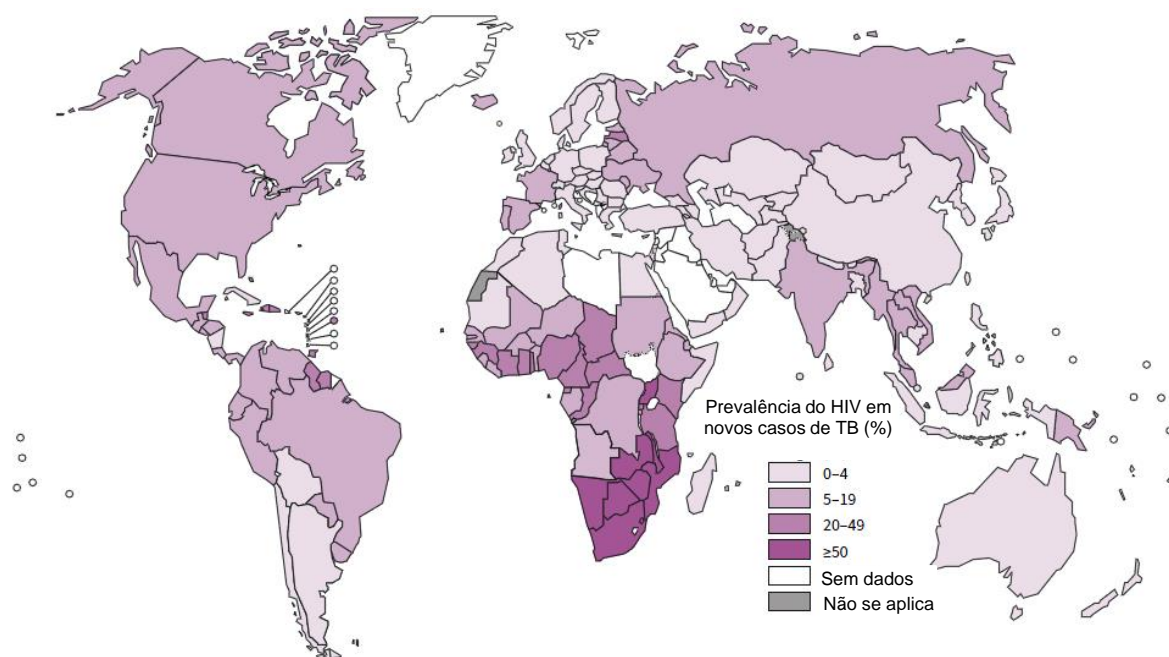 Prevalência do HIV em
novos casos de TB (%)
0–4
5–19
20–49
≥50
Sem dados
Não se aplica